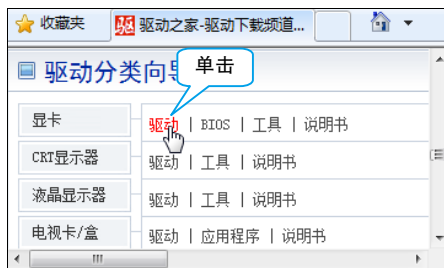 收藏夹 驱动之家-驱动下载频道...
驱动分类向导
单击
显卡 驱动 | BIOS | 工具 | 说明书
CRT显示器 驱动 | 工具 | 说明书
液晶显示器 驱动 | 工具 | 说明书
电视卡/盒 驱动 | 应用程序 | 说明书